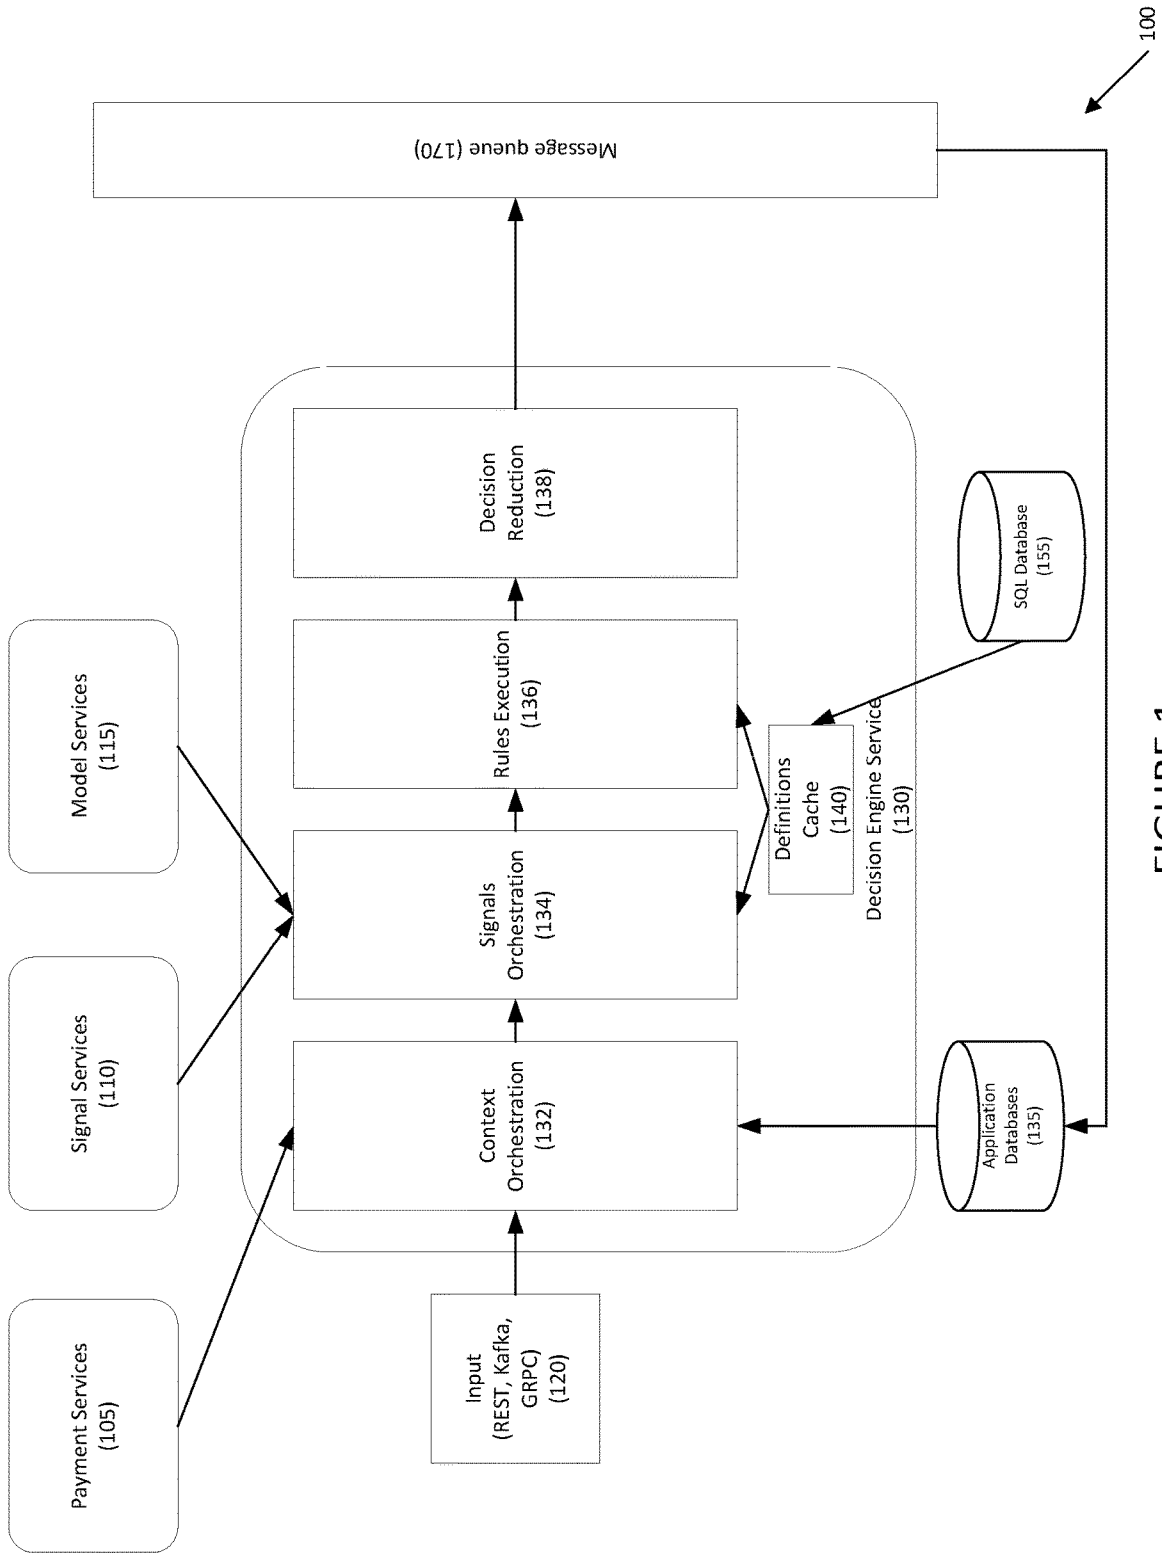 Payment Services
(105)
Signal Services
(110)
Model Services
(115)
Input
(REST, Kafka,
GRPC)
(120)
Context
Orchestration
(132)
Signals
Orchestration
(134)
Rules Execution
(136)
Decision
Reduction
(138)
Message queue (170)
Definitions
Cache
(140)
Decision Engine Service
(130)
Application
Databases
(135)
SQL Database
(155)
100
FIGURE 1